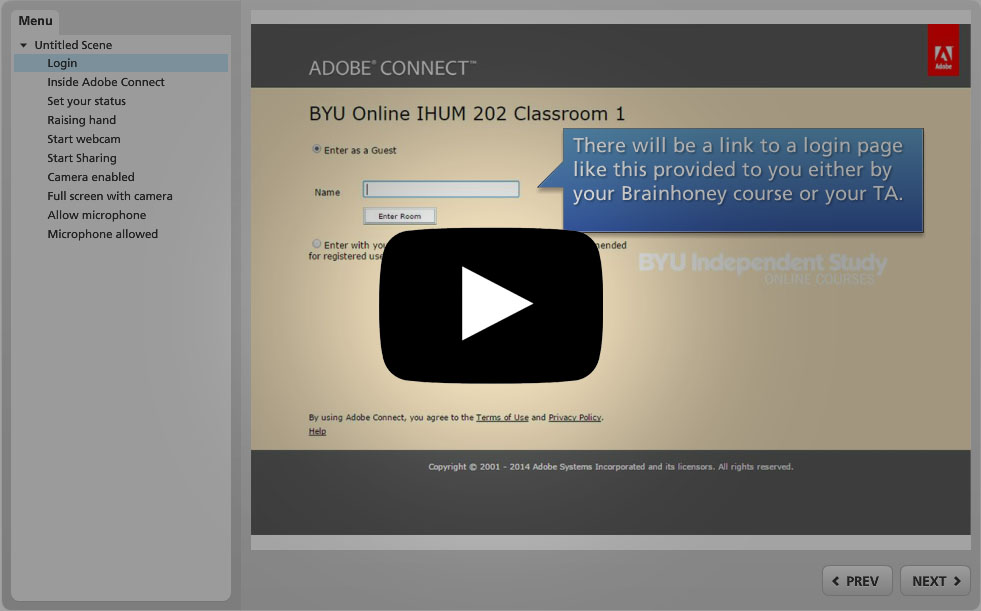 Menu
Untitled Scene
Login
Inside Adobe Connect
Set your status
Raising hand
Start webcam
Start Sharing
Camera enabled
Full screen with camera
Allow microphone
Microphone allowed
ADOBE® CONNECT™
Adobe
BYU Online IHUM 202 Classroom 1
Enter as a Guest
Name
Enter Room
There will be a link to a login page
like this provided to you either by
your Brainhoney course or your TA.
Enter with you
for registered use
BYU Independent Study
ONLINE COURSES
By using Adobe Connect, you agree to the Terms of Use and Privacy Policy.
Help
Copyright © 2001 - 2014 Adobe Systems Incorporated and its licensors. All rights reserved.
PREV
NEXT